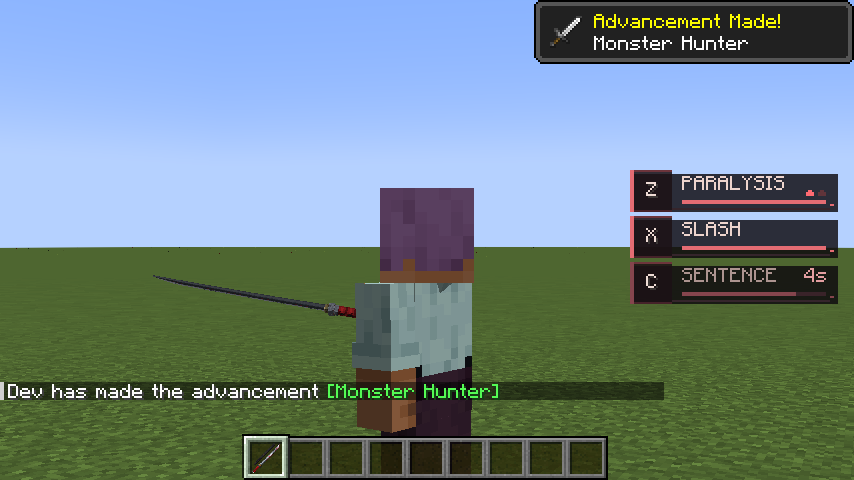 Advancement Made!
Monster Hunter
Z PARALYSIS
X SLASH
C SENTENCE 4s
Dev has made the advancement [Monster Hunter]